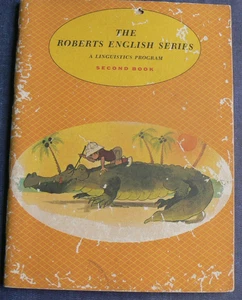 THE
ROBERTS ENGLISH SERIES
A LINGUISTICS PROGRAM
SECOND BOOK